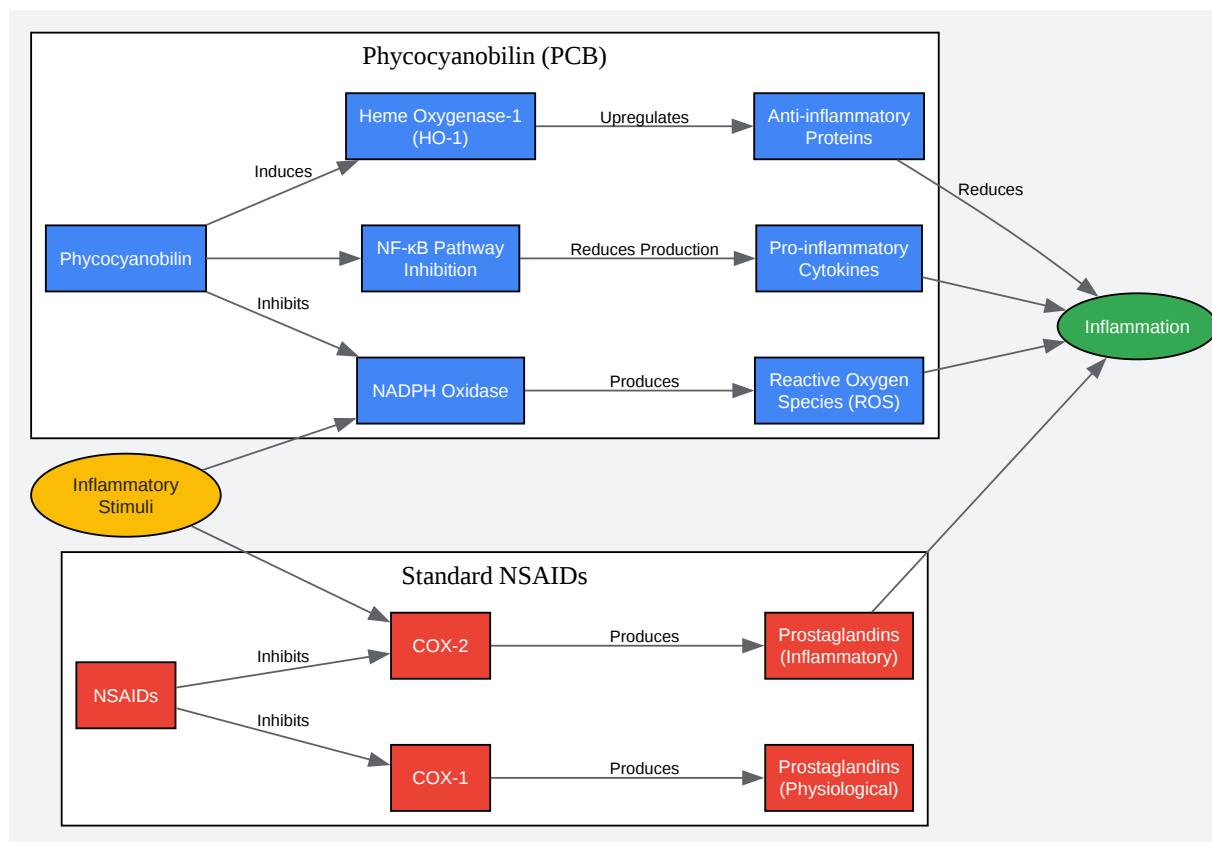 Phycocyanobilin (PCB)
Heme Oxygenase-1
(HO-1)
Upregulates
Anti-inflammatory
Proteins
Induces
Reduces
Phycocyanobilin
NF-κB Pathway
Inhibition
Reduces Production
Pro-inflammatory
Cytokines
Inhibits
Inflammation
NADPH Oxidase
Produces
Reactive Oxygen
Species (ROS)
Inflammatory
Stimuli
Standard NSAIDs
COX-2
Produces
Prostaglandins
(Inflammatory)
Inhibits
NSAIDs
Inhibits
COX-1
Produces
Prostaglandins
(Physiological)